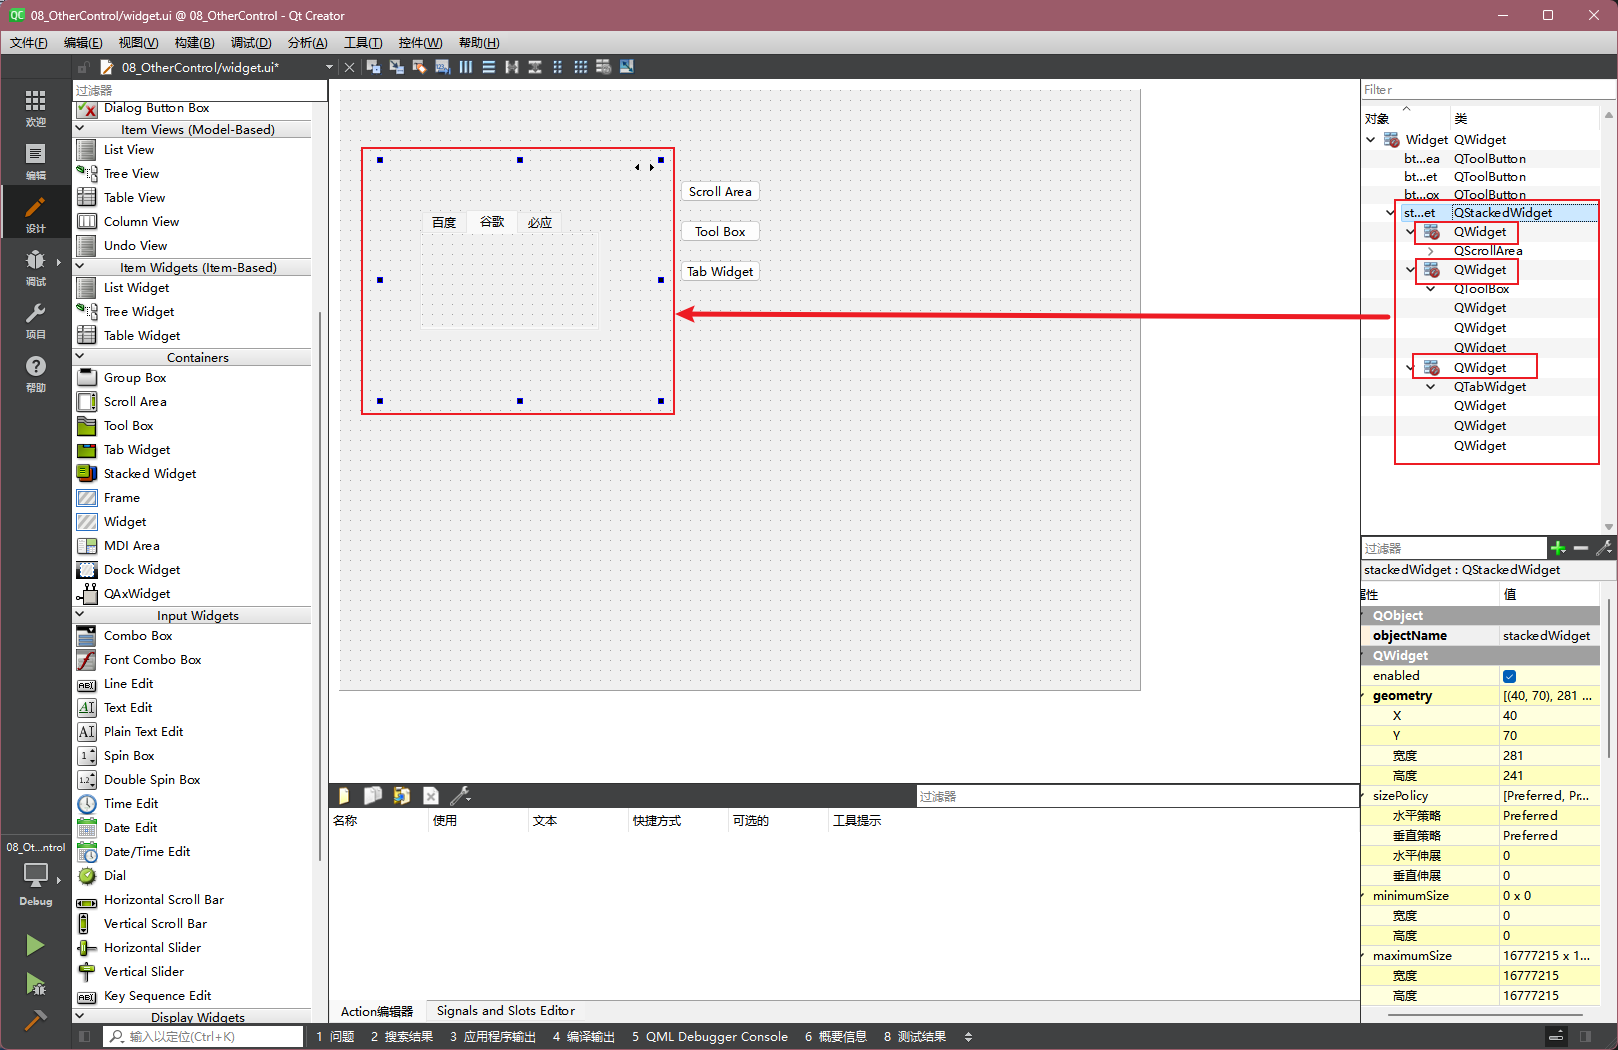 08_OtherControl/widget.ui @ 08_OtherControl - Qt Creator
文件(F) 编辑(E) 视图(V) 构建(B) 调试(D) 分析(A) 工具(T) 控件(W) 帮助(H)
08_OtherControl/widget.ui*
欢迎
编辑
设计
调试
项目
帮助
08_Ot...ntrol
Debug
过滤器
Dialog Button Box
Item Views (Model-Based)
List View
Tree View
Table View
Column View
Undo View
Item Widgets (Item-Based)
List Widget
Tree Widget
Table Widget
Containers
Group Box
Scroll Area
Tool Box
Tab Widget
Stacked Widget
Frame
Widget
MDI Area
Dock Widget
QAxWidget
Input Widgets
Combo Box
Font Combo Box
Line Edit
Text Edit
Plain Text Edit
Spin Box
Double Spin Box
Time Edit
Date Edit
Date/Time Edit
Dial
Horizontal Scroll Bar
Vertical Scroll Bar
Horizontal Slider
Vertical Slider
Key Sequence Edit
Display Widgets
百度 谷歌 必应
Scroll Area
Tool Box
Tab Widget
过滤器
名称 使用 文本 快捷方式 可选的 工具提示
Action编辑器 Signals and Slots Editor
Filter
对象 类
Widget QWidget
bt...ea QToolButton
bt...et QToolButton
bt...ox QToolButton
st...et QStackedWidget
QWidget
QScrollArea
QWidget
QToolBox
QWidget
QWidget
QWidget
QWidget
QTabWidget
QWidget
QWidget
QWidget
过滤器
stackedWidget : QStackedWidget
属性 值
QObject
objectName stackedWidget
QWidget
enabled
geometry [(40, 70), 281 ...
X 40
Y 70
宽度 281
高度 241
sizePolicy [Preferred, Pr...
水平策略 Preferred
垂直策略 Preferred
水平伸展 0
垂直伸展 0
minimumSize 0 x 0
宽度 0
高度 0
maximumSize 16777215 x 1...
宽度 16777215
高度 16777215
输入以定位(Ctrl+K) 1 问题 2 搜索结果 3 应用程序输出 4 编译输出 5 QML Debugger Console 6 概要信息 8 测试结果